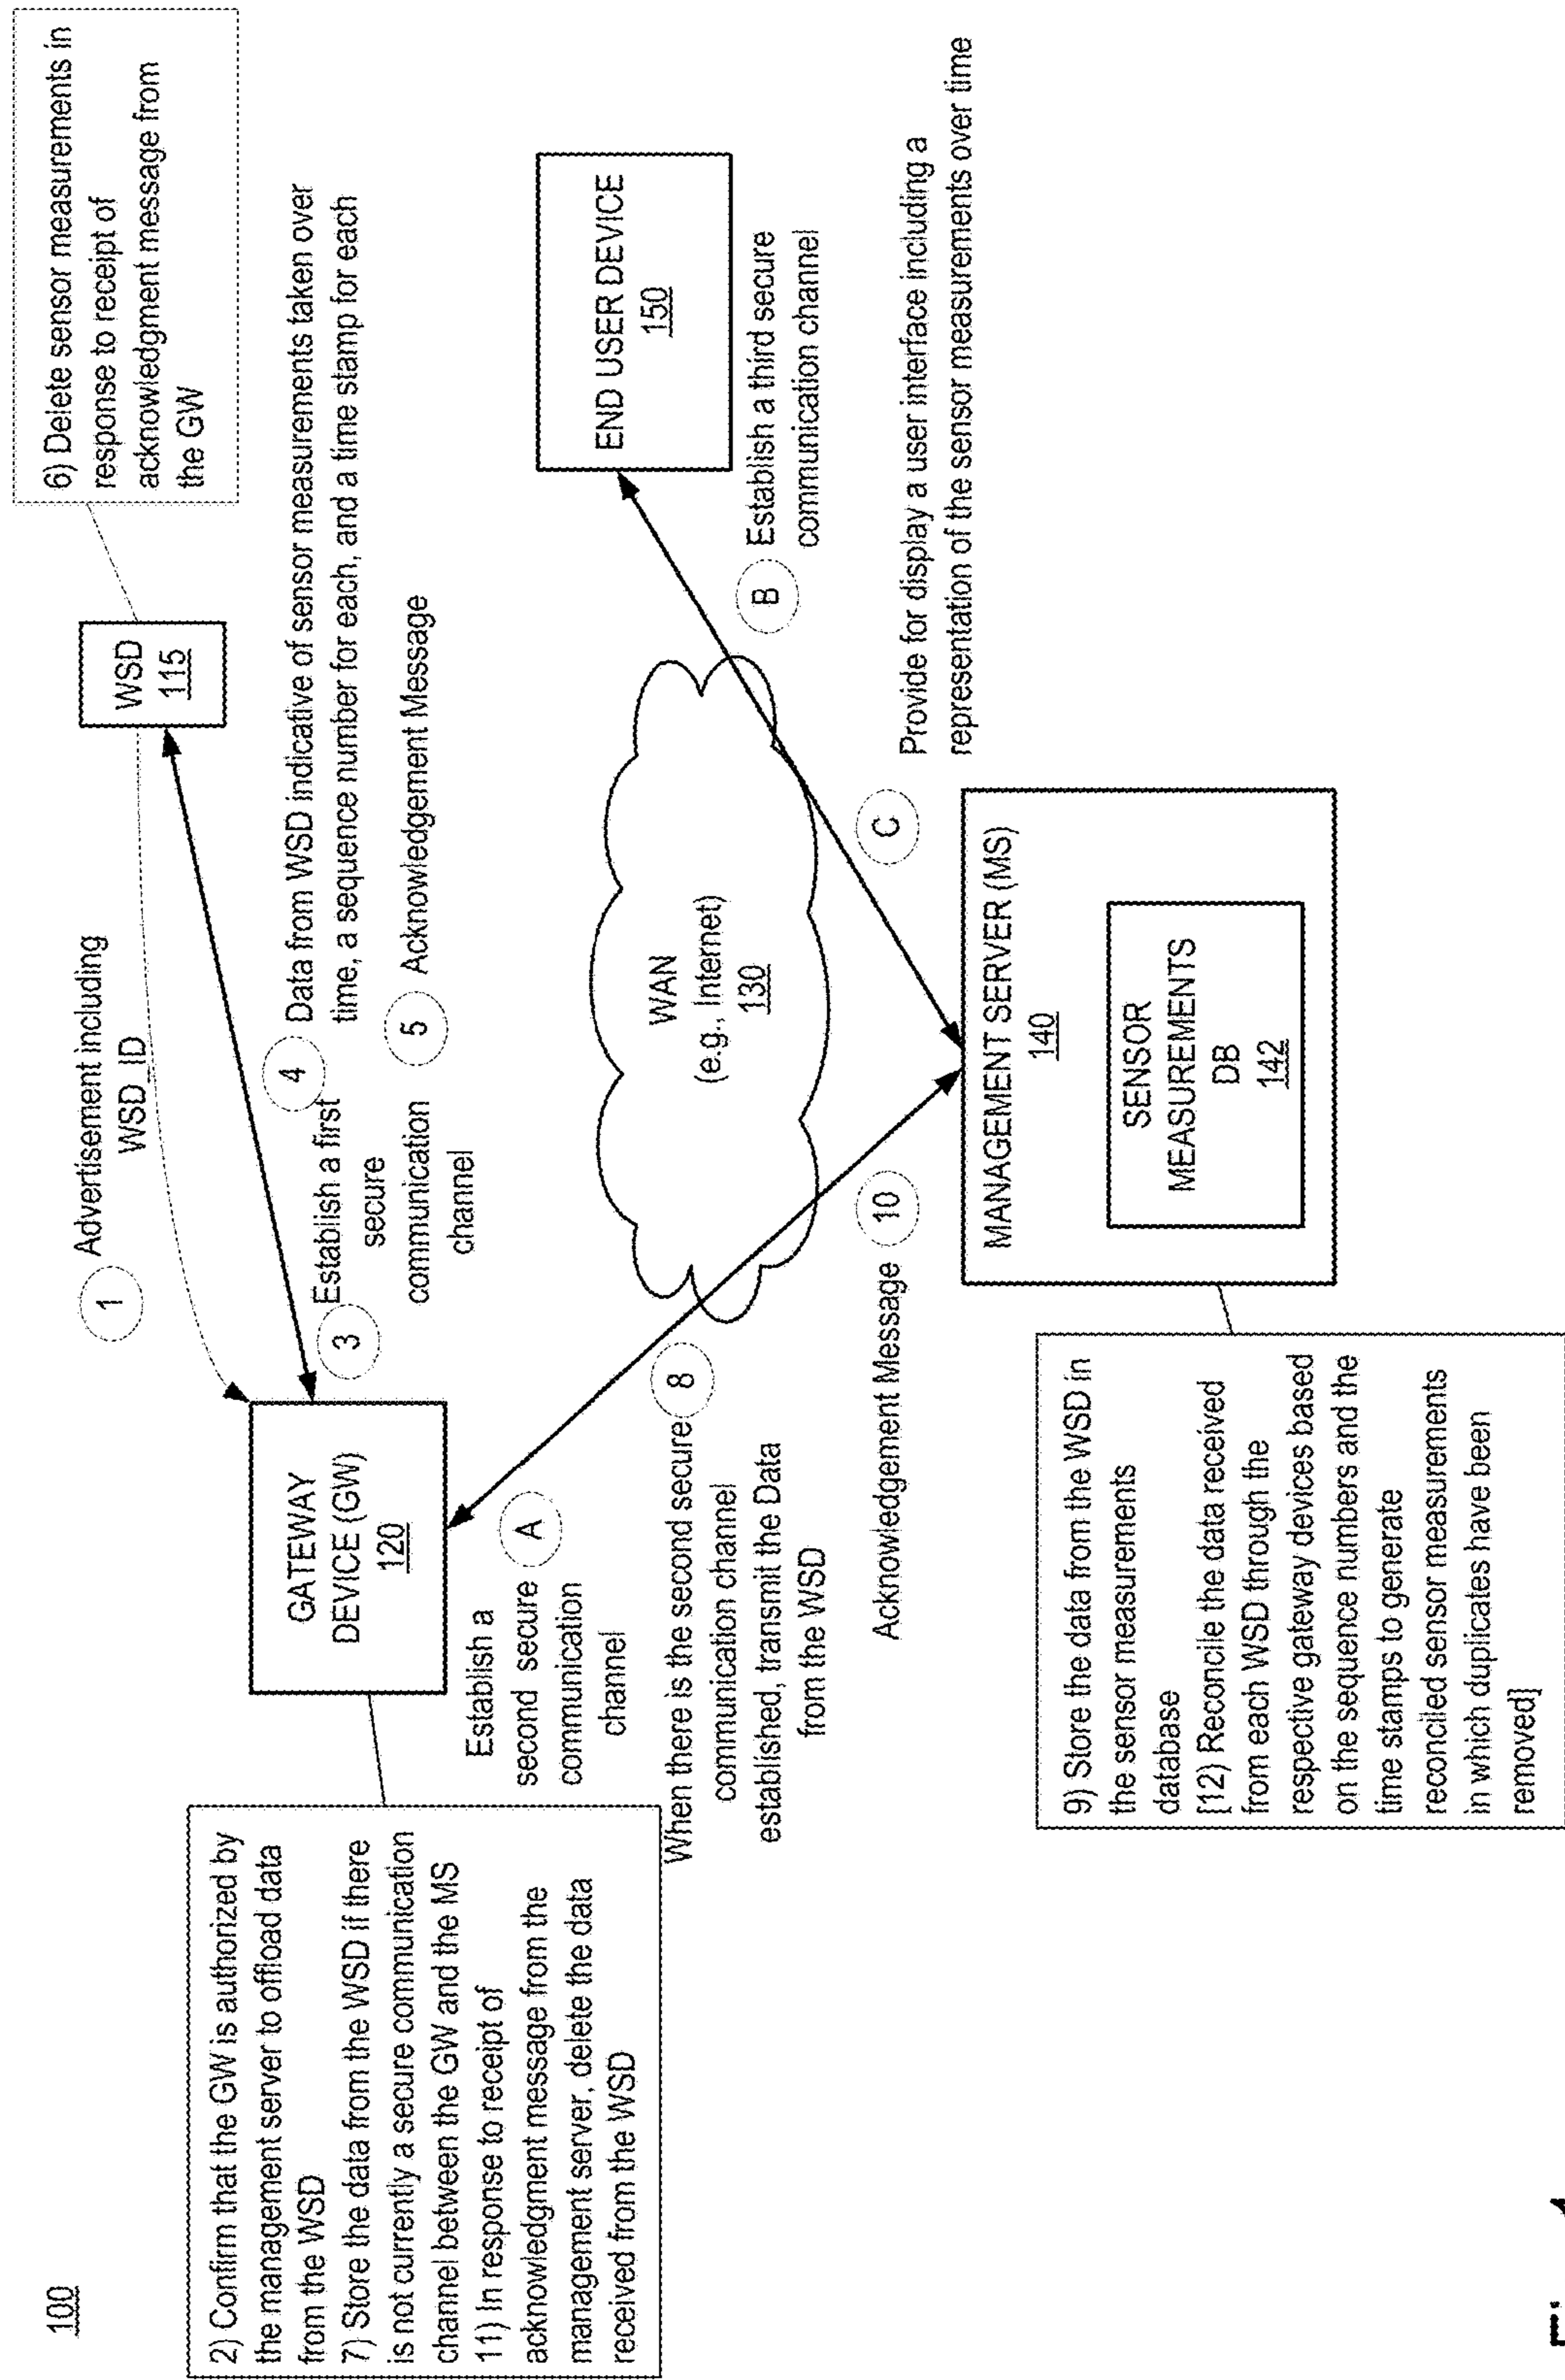 100
2) Confirm that the GW is authorized by
the management server to offload data
from the WSD
7) Store the data from the WSD if there
is not currently a secure communication
channel between the GW and the MS
11) In response to receipt of
acknowledgment message from the
management server, delete the data
received from the WSD
GATEWAY
DEVICE (GW)
120
1
Advertisement including
WSD_ID
WSD
115
6) Delete sensor measurements in
response to receipt of
acknowledgment message from
the GW
3
Establish a first
secure
communication
channel
4
Data from WSD indicative of sensor measurements taken over
time, a sequence number for each, and a time stamp for each
5
Acknowledgement Message
Establish a
second secure
communication
channel
A
When there is the second secure
communication channel
established, transmit the Data
from the WSD
8
WAN
(e.g., Internet)
130
END USER DEVICE
150
B
Establish a third secure
communication channel
Acknowledgement Message
10
C
Provide for display a user interface including a
representation of the sensor measurements over time
MANAGEMENT SERVER (MS)
140
SENSOR
MEASUREMENTS
DB
142
9) Store the data from the WSD in
the sensor measurements
database
[12) Reconcile the data received
from each WSD through the
respective gateway devices based
on the sequence numbers and the
time stamps to generate
reconciled sensor measurements
in which duplicates have been
removed]